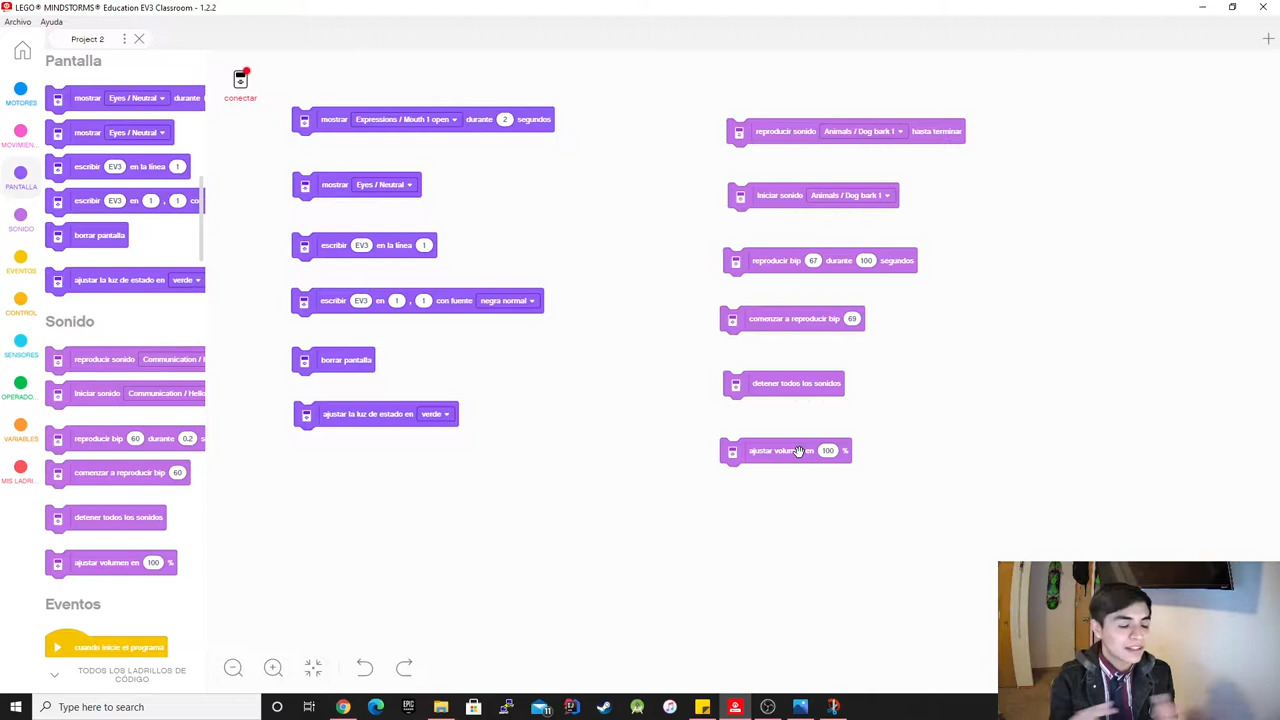 LEGO® MINDSTORMS® Education EV3 Classroom - 1.2.2
Archivo Ayuda
Project 2
Pantalla
mostrar Eyes / Neutral durante
mostrar Eyes / Neutral
escribir EV3 en la línea 1
escribir EV3 en 1 , 1 co
borrar pantalla
ajustar la luz de estado en verde
Sonido
reproducir sonido Communication / H
Iniciar sonido Communication / Hello
reproducir bip 60 durante 0.2 s
comenzar a reproducir bip 60
detener todos los sonidos
ajustar volumen en 100 %
Eventos
cuando inicie el programa
TODOS LOS LADRILLOS DE
CÓDIGO
MOTORES
MOVIMIEN...
PANTALLA
SONIDO
EVENTOS
CONTROL
SENSORES
OPERADO...
VARIABLES
MIS LADRI...
conectar
mostrar Expressions / Mouth 1 open durante 2 segundos
mostrar Eyes / Neutral
escribir EV3 en la línea 1
escribir EV3 en 1 , 1 con fuente negra normal
borrar pantalla
ajustar la luz de estado en verde
reproducir sonido Animals / Dog bark 1 hasta terminar
Iniciar sonido Animals / Dog bark 1
reproducir bip 67 durante 100 segundos
comenzar a reproducir bip 69
detener todos los sonidos
ajustar volumen en 100 %
Type here to search
EPIC
11